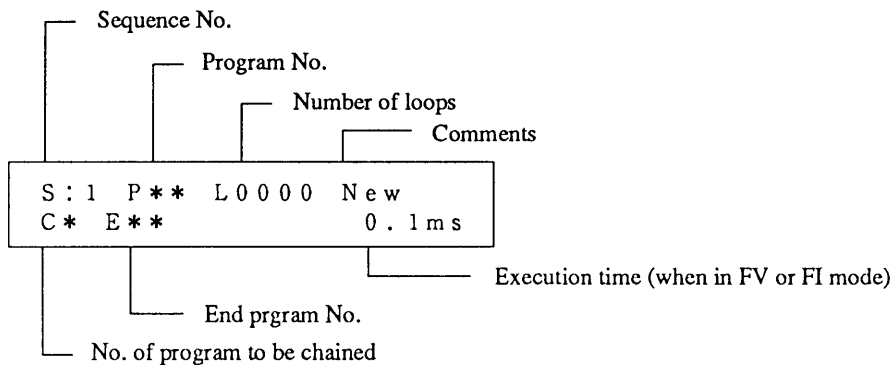 Sequence No.
Program No.
Number of loops
Comments
S:1 P** L0000 New
C* E** 0.1ms
Execution time (when in FV or FI mode)
End prgram No.
No. of program to be chained